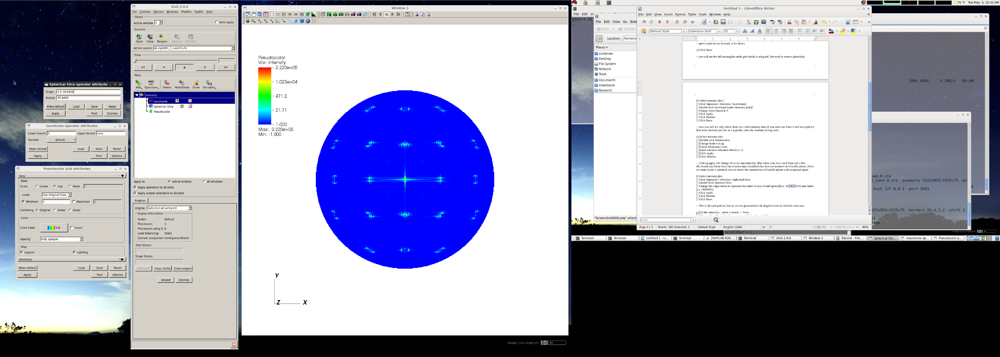 Spherical Slice operator attribute:
Origin 0 0 39.8406
Radius 39.8406
Make default Load Save Reset
Apply Post Dismiss
Isovolume operator attributes
Lower bound 0 Upper bound max
Variable default
Make default Load Save Reset
Apply Post Dismiss
Pseudocolor plot attributes
Data
Data
Scale Linear Log Skew 1
Limits Use Original Data
Minimum 1 Maximum 1
Centering Original Nodal Zonal
Color
Color table hot Invert
Opacity Fully opaque
Misc
Legend Lighting
Geometry
Make default Load Save Reset
Apply Post Dismiss
VisIt 2.9.0
File Controls Options Windows PlotAtts OpAtts Help
Global
Active window 1 Auto apply
Sources
Open Close Reopen Replace Overlay
Active source Al.stgb001_1_saed.0.vtk
Time
Plots
Add Operators Delete Hide/Show Draw Variables
intensity
Isovolume
Spherical Slice
Pseudocolor
Apply to active window all windows
Apply operators to all plots
Apply subset selections to all plots
Engines
Engine: ls20151-l.arl.army.mil
Engine Information
Nodes: Default
Processors: 1
Processors using G 0
Load balancing: Static
Domain assignmen Contiguous Blocks
Total Status:
Stage Status:
Interrupt Clear cache Close engine
Unpost Dismiss
Window 1
Pseudocolor
Var: intensity
2.220e+05
1.023e+04
471.2
21.71
1.000
Max: 2.220e+05
Min: -1.000
Y
Z X
Image: Luis Argerich (cc) BY
75 °F Tue May 5, 10:42 AM
File Edit Vi
bash-4.1$
File Edit View Go Book
Back Forward
Location: /home/sc
Places
scoleman
Desktop
File System
Network
Trash
Documents
Downloads
Research
"Screenshot0000.png" select
Untitled 1 - LibreOffice Writer
File Edit View Insert Format Table Tools Window Help
Default Style Liberation Serif 12
1 2 3 4 5 6 7
-- green name means its ready to be drawn
c) Click Draw
-- you will see the full rectangular mesh grid which is not good. We need to remove ghost data
d) Select intensity plot;
Click Operators->Selection->Isovolume;
Double click isovolume (under intensity plot);
Change lower bound to 0
Click Apply
Click Dismiss
Click Draw
-- now you will see only where there was valid intensity data (if you don't use Zone it will be a sphere).
But most intensity are low so I typically color the intensity by log scale.
e) Select intensity plot
Double click Pseudocolor;
Change Scale to Log
Check Mimimum Limit
Input non-zero minimum limit (i.e. 1)
Click Apply
Click Dismiss
-- clicking apply will change the scale automatically. But unless you have used Zone and a thin
dR_Ewald you likely have lots of extra data visualized that does not intersect the Ewalds sphere. Next
we want to take a spherical slice to mimic the intersection of Ewald's sphere with reciprocal space.
f) Select intensity plot
Click Operators->Selection->Spherical Slice
Double click Spherical Slice
Change the origin/radius to represent the center of your Ewald sphere (i.e. 39.84063 0 0) and radius
(i.e. 39.84063)
Click Apply
Click Dismiss
Click Draw
-- This is the saed pattern, but we are not guaranteed to be aligned correctly with the zone axis.
g) On the menu bar... select Controls -> View
Find
Page 2 / 3 Words: 383 Selected: 1 Default Style English (USA) 80%
100% 4844 4.7KB/s 00:00
aed.0.vtk
1_saed.0.vtk -geometry 1525x955+1035+75 -bo
-host 127.0.0.1 -port 5601
525x955+1035+75 -borders 26,4,2,2 -shift 2,
01
5600
excalibur:>
Image: Luis Argerich (cc) BY
Terminal Terminal Untitled 1 - Li... Terminal [MATLAB R20... Terminal VisIt 2.9.0 Window 1 Tutorial - File ... Spherical Slic... Isovolume op... Pseudocolor p...